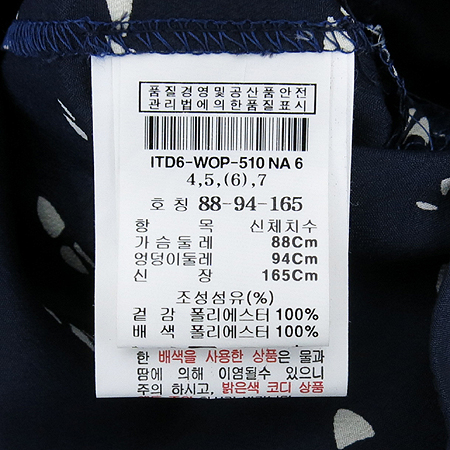 품질경영및공산품안전
관리법에의한품질표시
ITD6-WOP-510 NA 6
4,5,(6),7
호 칭 88-94-165
항 목 신체치수
가슴둘레 88Cm
엉덩이둘레 94Cm
신 장 165Cm
조성섬유(%)
겉 감 폴리에스터 100%
배 색 폴리에스터 100%
한 배색을 사용한 상품은 물과
땀에 의해 이염될수 있으니
주의 하시고, 밝은색 코디 상품